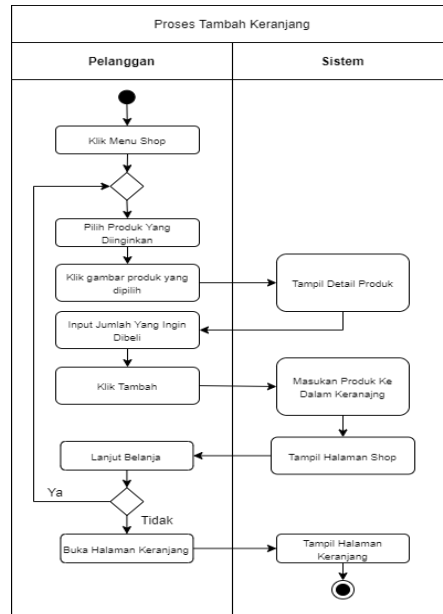 Proses Tambah Keranjang
Pelanggan
Sistem
Klik Menu Shop
Pilih Produk Yang
Diinginkan
Klik gambar produk yang
dipilih
Tampil Detail Produk
Input Jumlah Yang Ingin
Dibeli
Klik Tambah
Masukan Produk Ke
Dalam Keranajng
Tampil Halaman Shop
Lanjut Belanja
Ya
Tidak
Buka Halaman Keranjang
Tampil Halaman
Keranjang